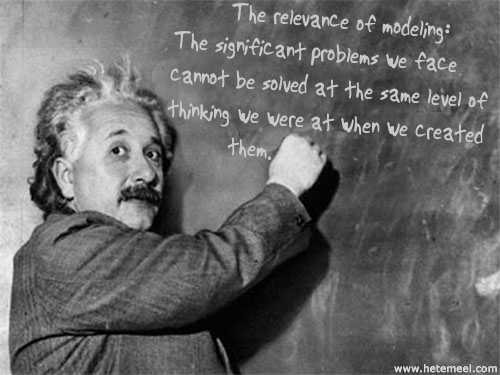 The relevance of modeling:
The significant problems we face
cannot be solved at the same level of
thinking we were at when we created
them.
www.hetemeel.com